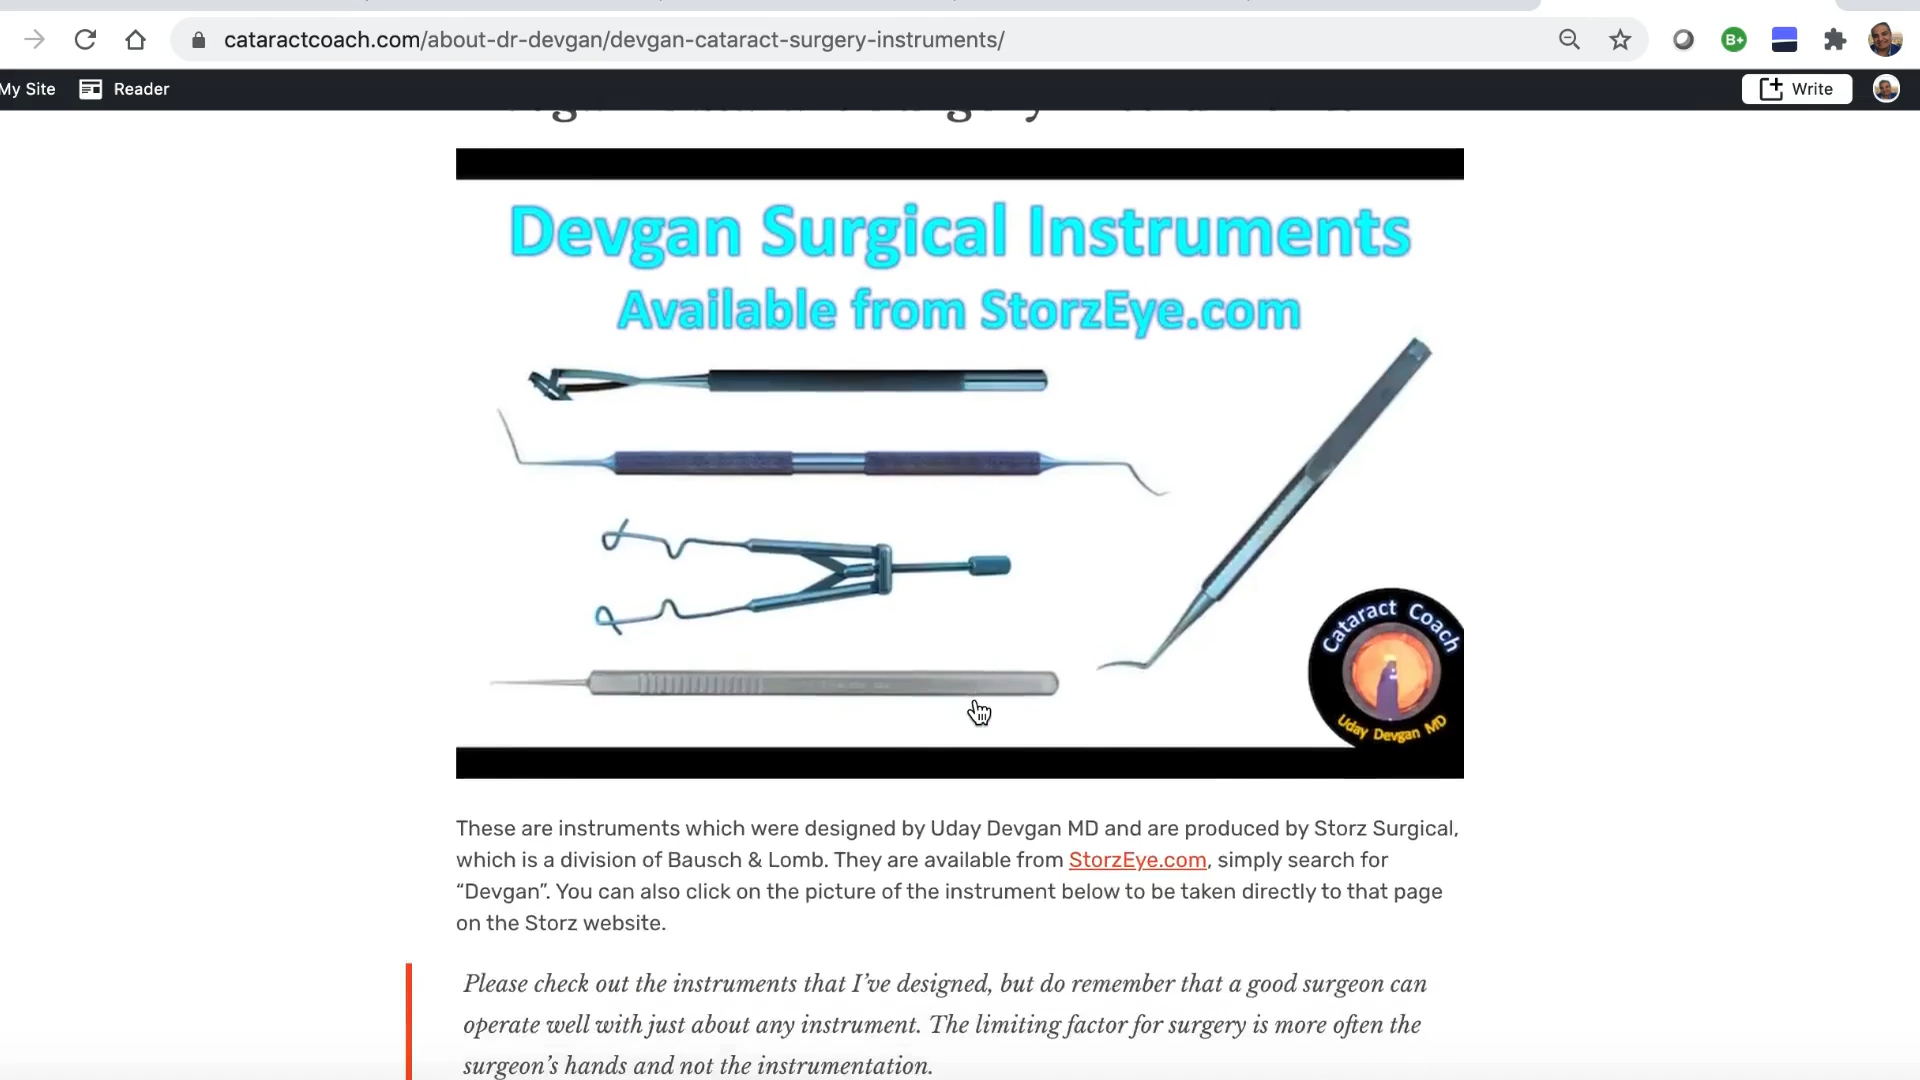 cataractcoach.com/about-dr-devgan/devgan-cataract-surgery-instruments/
B+
My Site
Reader
Write
Devgan Surgical Instruments
Available from StorzEye.com
Cataract Coach
Uday Devgan MD
These are instruments which were designed by Uday Devgan MD and are produced by Storz Surgical,
which is a division of Bausch & Lomb. They are available from StorzEye.com, simply search for
“Devgan”. You can also click on the picture of the instrument below to be taken directly to that page
on the Storz website.
Please check out the instruments that I’ve designed, but do remember that a good surgeon can
operate well with just about any instrument. The limiting factor for surgery is more often the
surgeon’s hands and not the instrumentation.